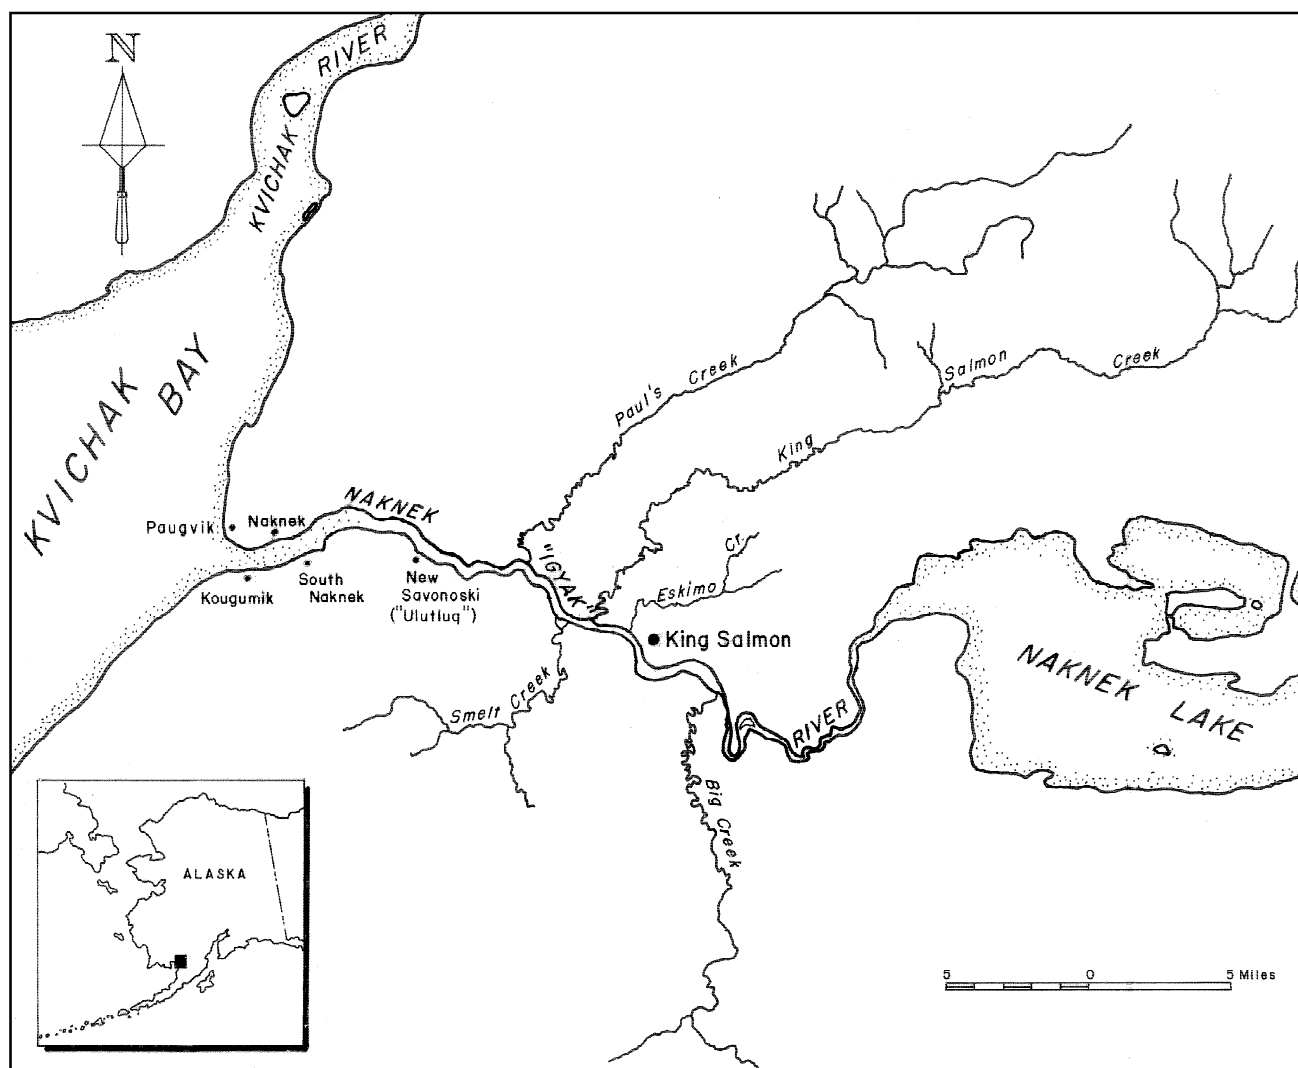 N
KVICHAK RIVER
KVICHAK
BAY
Paul's Creek
King Salmon Creek
NAKNEK RIVER
Paugvik
Naknek
"IGYAK"
Eskimo Cr.
Kougumik
South
Naknek
New
Savonoski
("Ulutluq")
King Salmon
NAKNEK LAKE
Smelt Creek
Big Creek
ALASKA
5 0 5 Miles